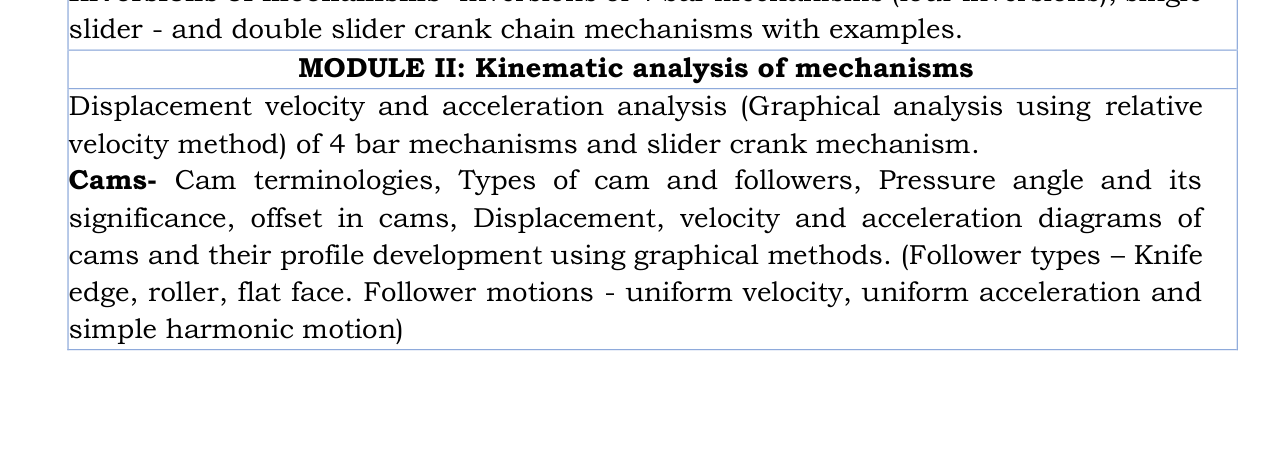 slider - and double slider crank chain mechanisms with examples.
MODULE II: Kinematic analysis of mechanisms
Displacement velocity and acceleration analysis (Graphical analysis using relative
velocity method) of 4 bar mechanisms and slider crank mechanism.
Cams- Cam terminologies, Types of cam and followers, Pressure angle and its
significance, offset in cams, Displacement, velocity and acceleration diagrams of
cams and their profile development using graphical methods. (Follower types – Knife
edge, roller, flat face. Follower motions - uniform velocity, uniform acceleration and
simple harmonic motion)